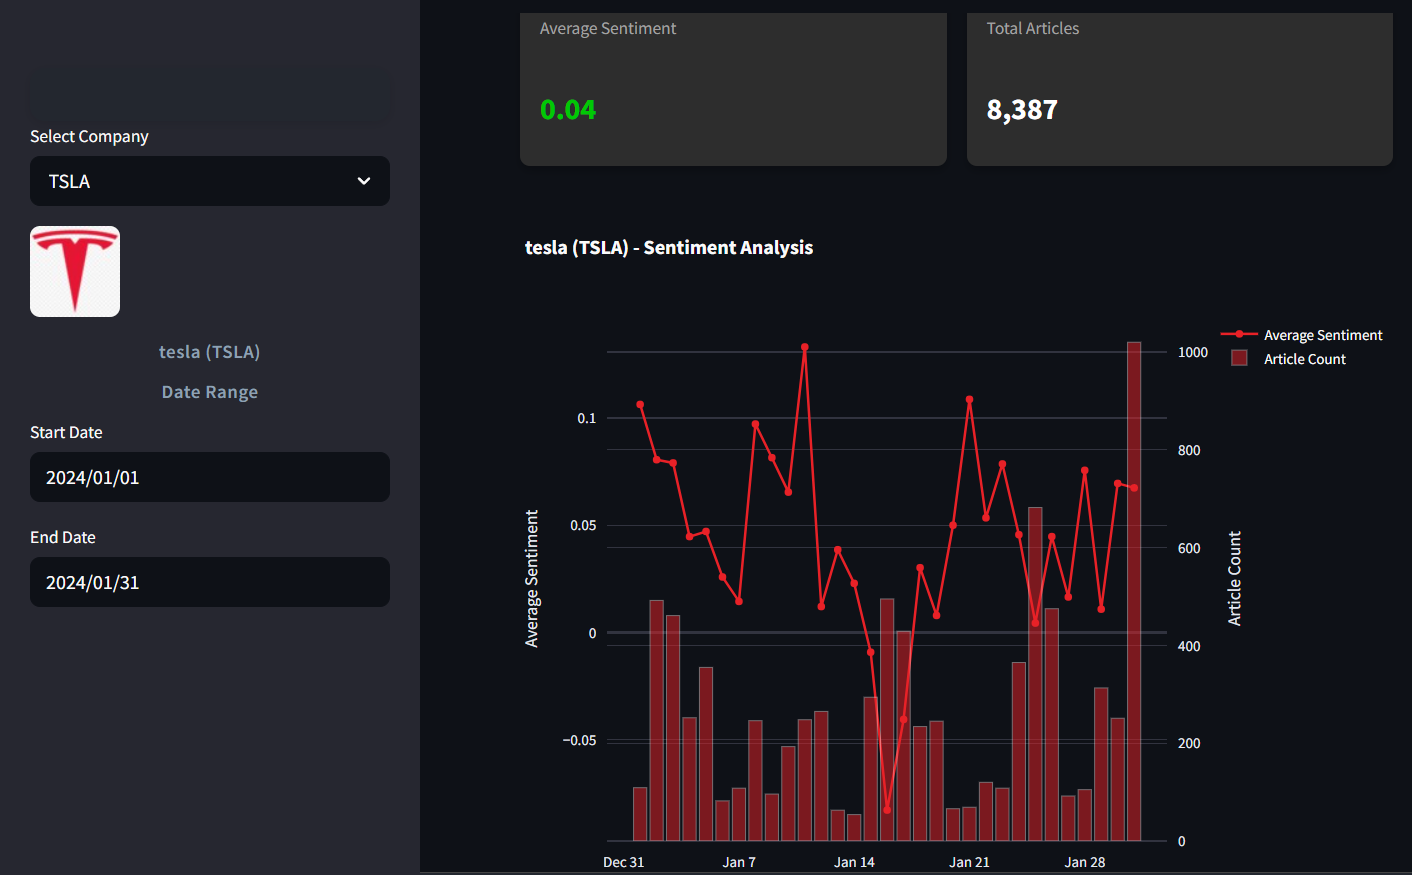 Select Company
TSLA
tesla (TSLA)
Date Range
Start Date
2024/01/01
End Date
2024/01/31
Average Sentiment
0.04
Total Articles
8,387
tesla (TSLA) - Sentiment Analysis
Average Sentiment
Article Count
0.1
0.05
0
−0.05
Average Sentiment
1000
800
600
400
200
0
Article Count
Dec 31
Jan 7
Jan 14
Jan 21
Jan 28